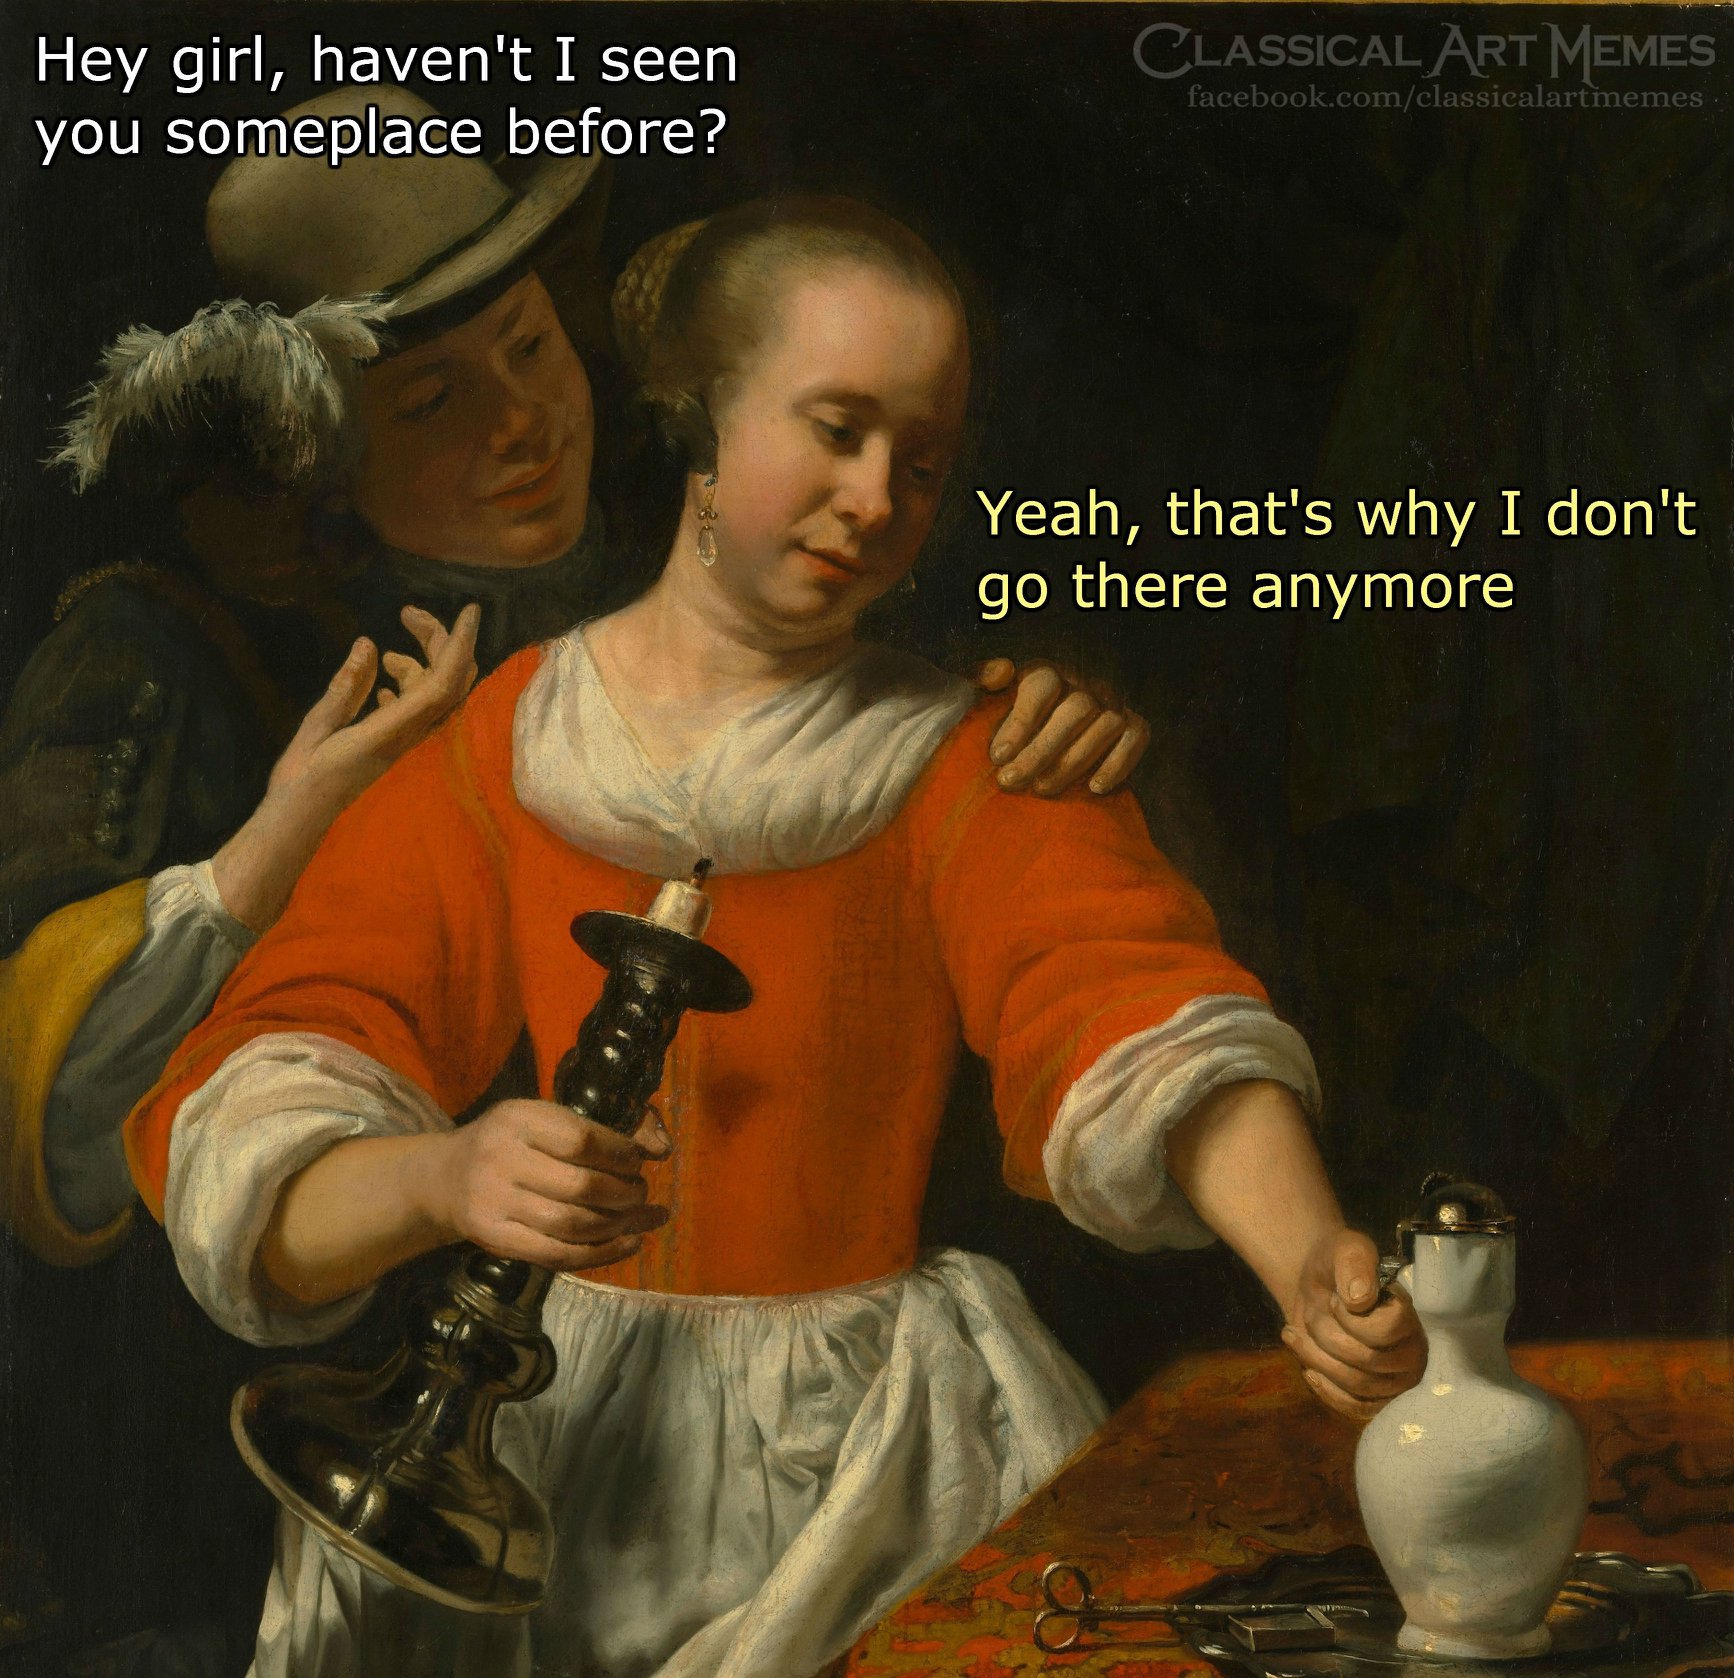 Hey girl, haven't I seen
you someplace before?
CLASSICAL ART MEMES
facebook.com/classicalartmemes
Yeah, that's why I don't
go there anymore